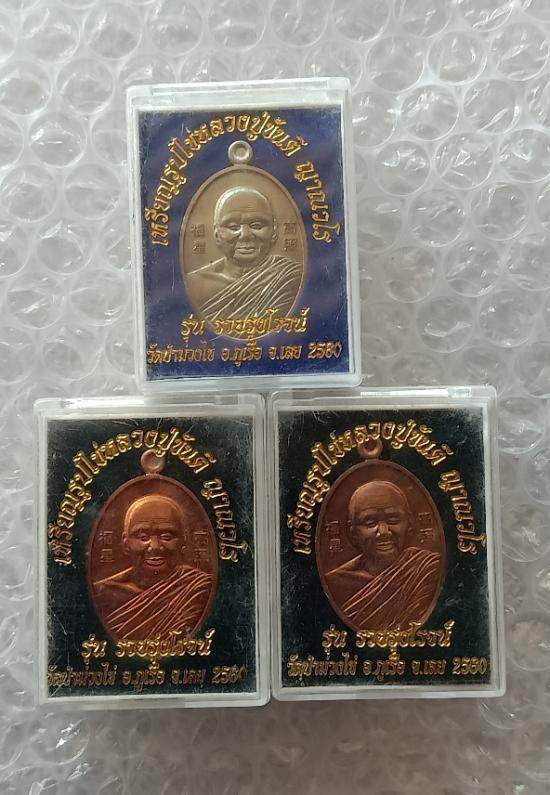 เหรียญรูปไข่หลวงปู่ขันตี ญาณวโร
รุ่น รวยรุ่งโรจน์
วัดป่าม่วงไข่ อ.ภูเรือ จ.เลย 2560
เหรียญรูปไข่หลวงปู่ขันตี ญาณวโร
รุ่น รวยรุ่งโรจน์
วัดป่าม่วงไข่ อ.ภูเรือ จ.เลย 2560
เหรียญรูปไข่หลวงปู่ขันตี ญาณวโร
รุ่น รวยรุ่งโรจน์
วัดป่าม่วงไข่ อ.ภูเรือ จ.เลย 2560